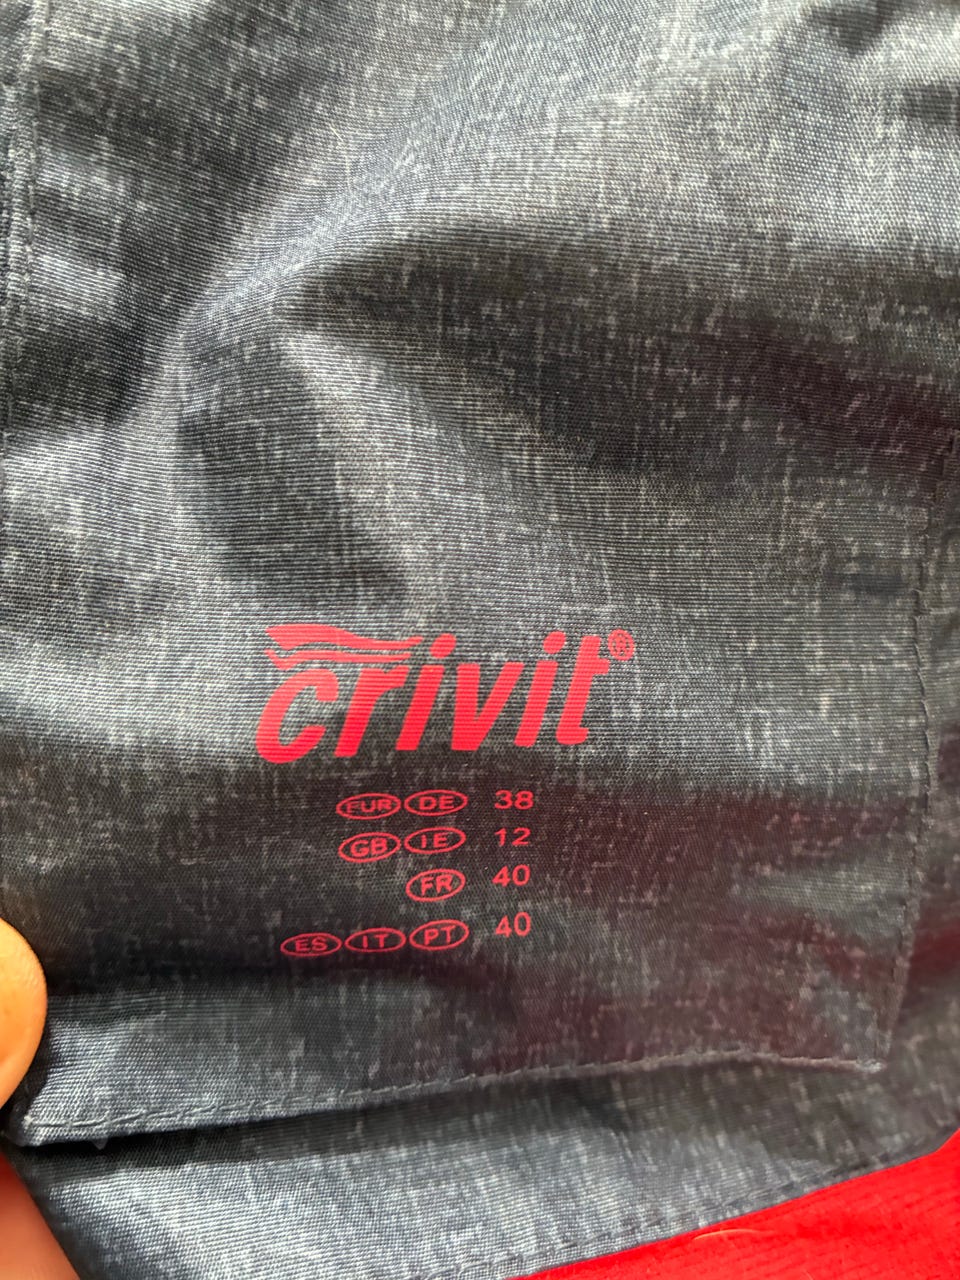 crivit®
EUR DE 38
GB IE 12
FR 40
ES IT PT 40